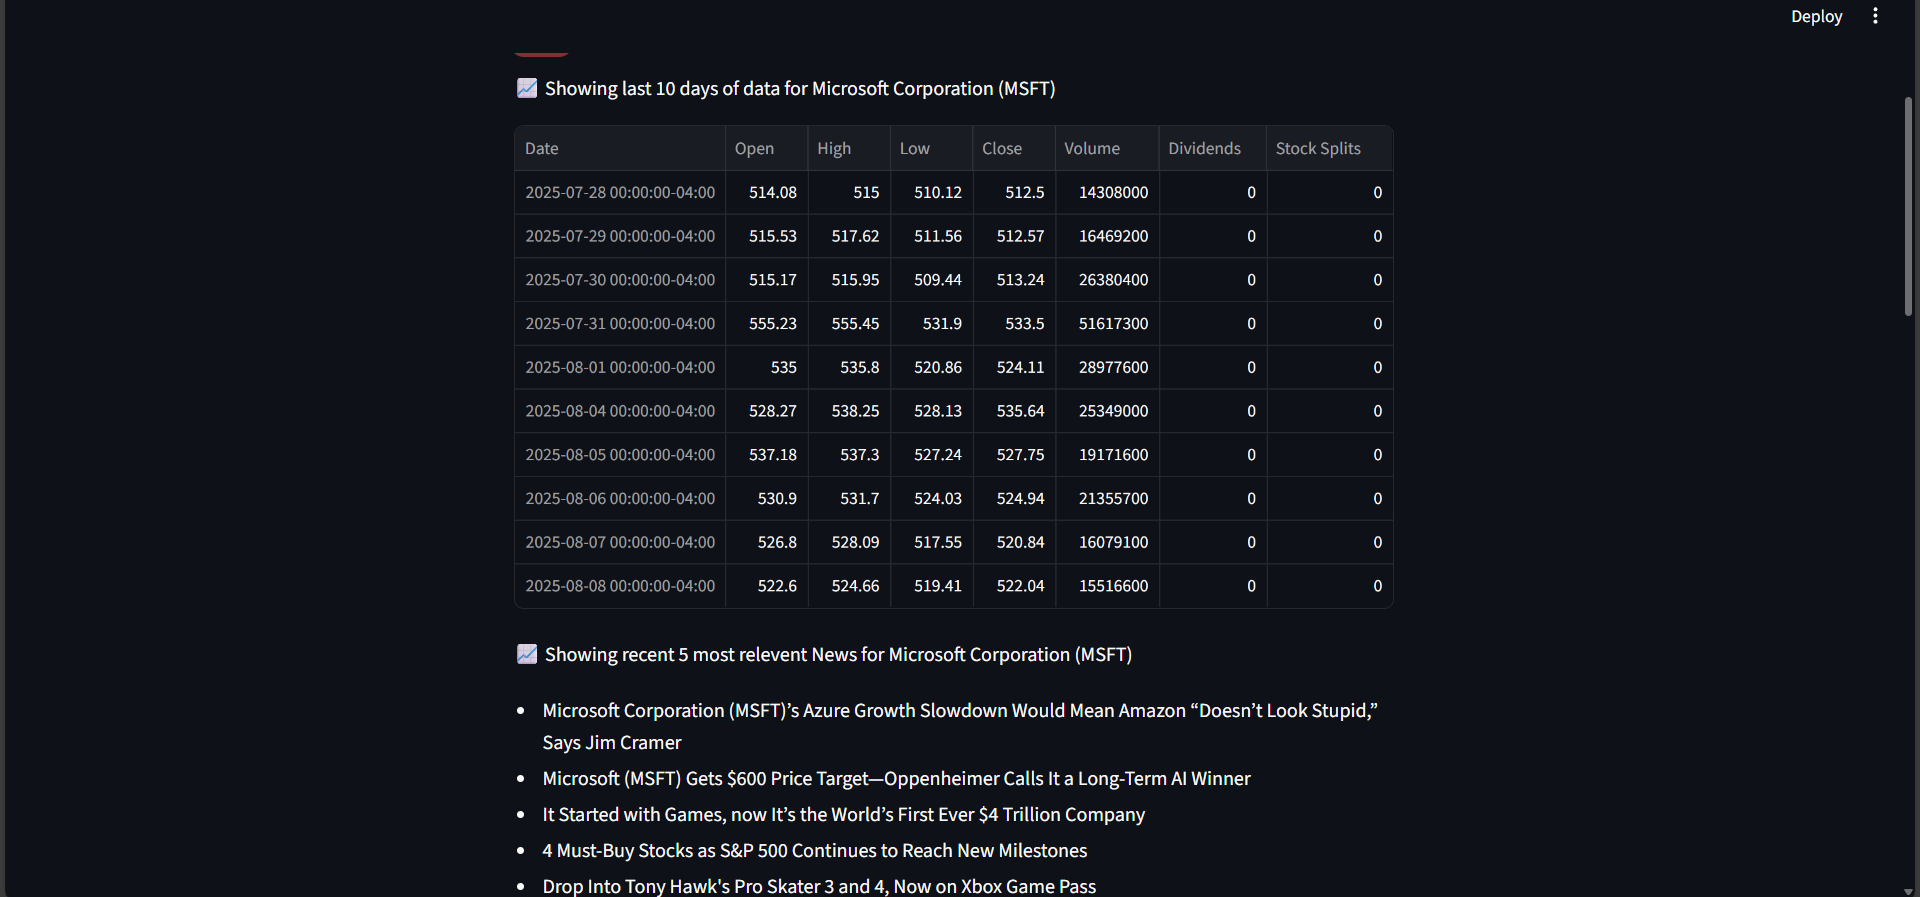 Deploy
Showing last 10 days of data for Microsoft Corporation (MSFT)
Date Open High Low Close Volume Dividends Stock Splits
2025-07-28 00:00:00-04:00 514.08 515 510.12 512.5 14308000 0 0
2025-07-29 00:00:00-04:00 515.53 517.62 511.56 512.57 16469200 0 0
2025-07-30 00:00:00-04:00 515.17 515.95 509.44 513.24 26380400 0 0
2025-07-31 00:00:00-04:00 555.23 555.45 531.9 533.5 51617300 0 0
2025-08-01 00:00:00-04:00 535 535.8 520.86 524.11 28977600 0 0
2025-08-04 00:00:00-04:00 528.27 538.25 528.13 535.64 25349000 0 0
2025-08-05 00:00:00-04:00 537.18 537.3 527.24 527.75 19171600 0 0
2025-08-06 00:00:00-04:00 530.9 531.7 524.03 524.94 21355700 0 0
2025-08-07 00:00:00-04:00 526.8 528.09 517.55 520.84 16079100 0 0
2025-08-08 00:00:00-04:00 522.6 524.66 519.41 522.04 15516600 0 0
Showing recent 5 most relevent News for Microsoft Corporation (MSFT)
• Microsoft Corporation (MSFT)’s Azure Growth Slowdown Would Mean Amazon “Doesn’t Look Stupid,”
Says Jim Cramer
• Microsoft (MSFT) Gets $600 Price Target—Oppenheimer Calls It a Long-Term AI Winner
• It Started with Games, now It’s the World’s First Ever $4 Trillion Company
• 4 Must-Buy Stocks as S&P 500 Continues to Reach New Milestones
• Drop Into Tony Hawk's Pro Skater 3 and 4, Now on Xbox Game Pass